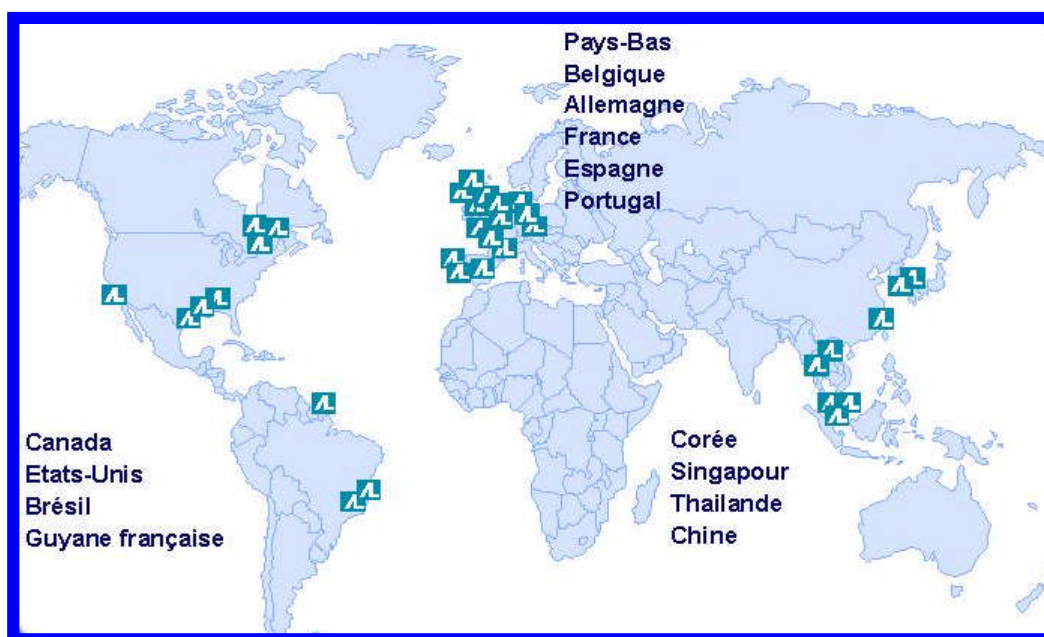 Pays-Bas
Belgique
Allemagne
France
Espagne
Portugal
Canada
Etats-Unis
Brésil
Guyane française
Corée
Singapour
Thailande
Chine